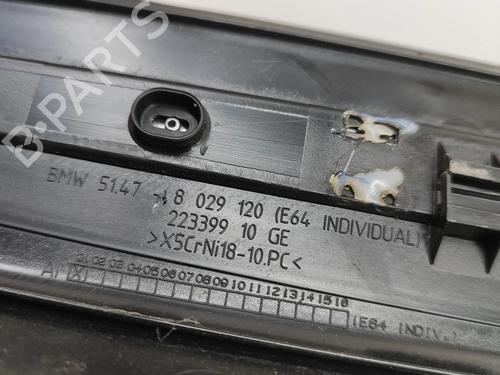 B-PARTS
BMW 51.47 - 8 029 120 (E64 INDIVIDUAL)
223399 10 GE
>X5CrNi18-10.PC<
01 02 03 04 05 06 07 08 09 10 11 12 13 14 15 16
AI X (E64 INDIV.)